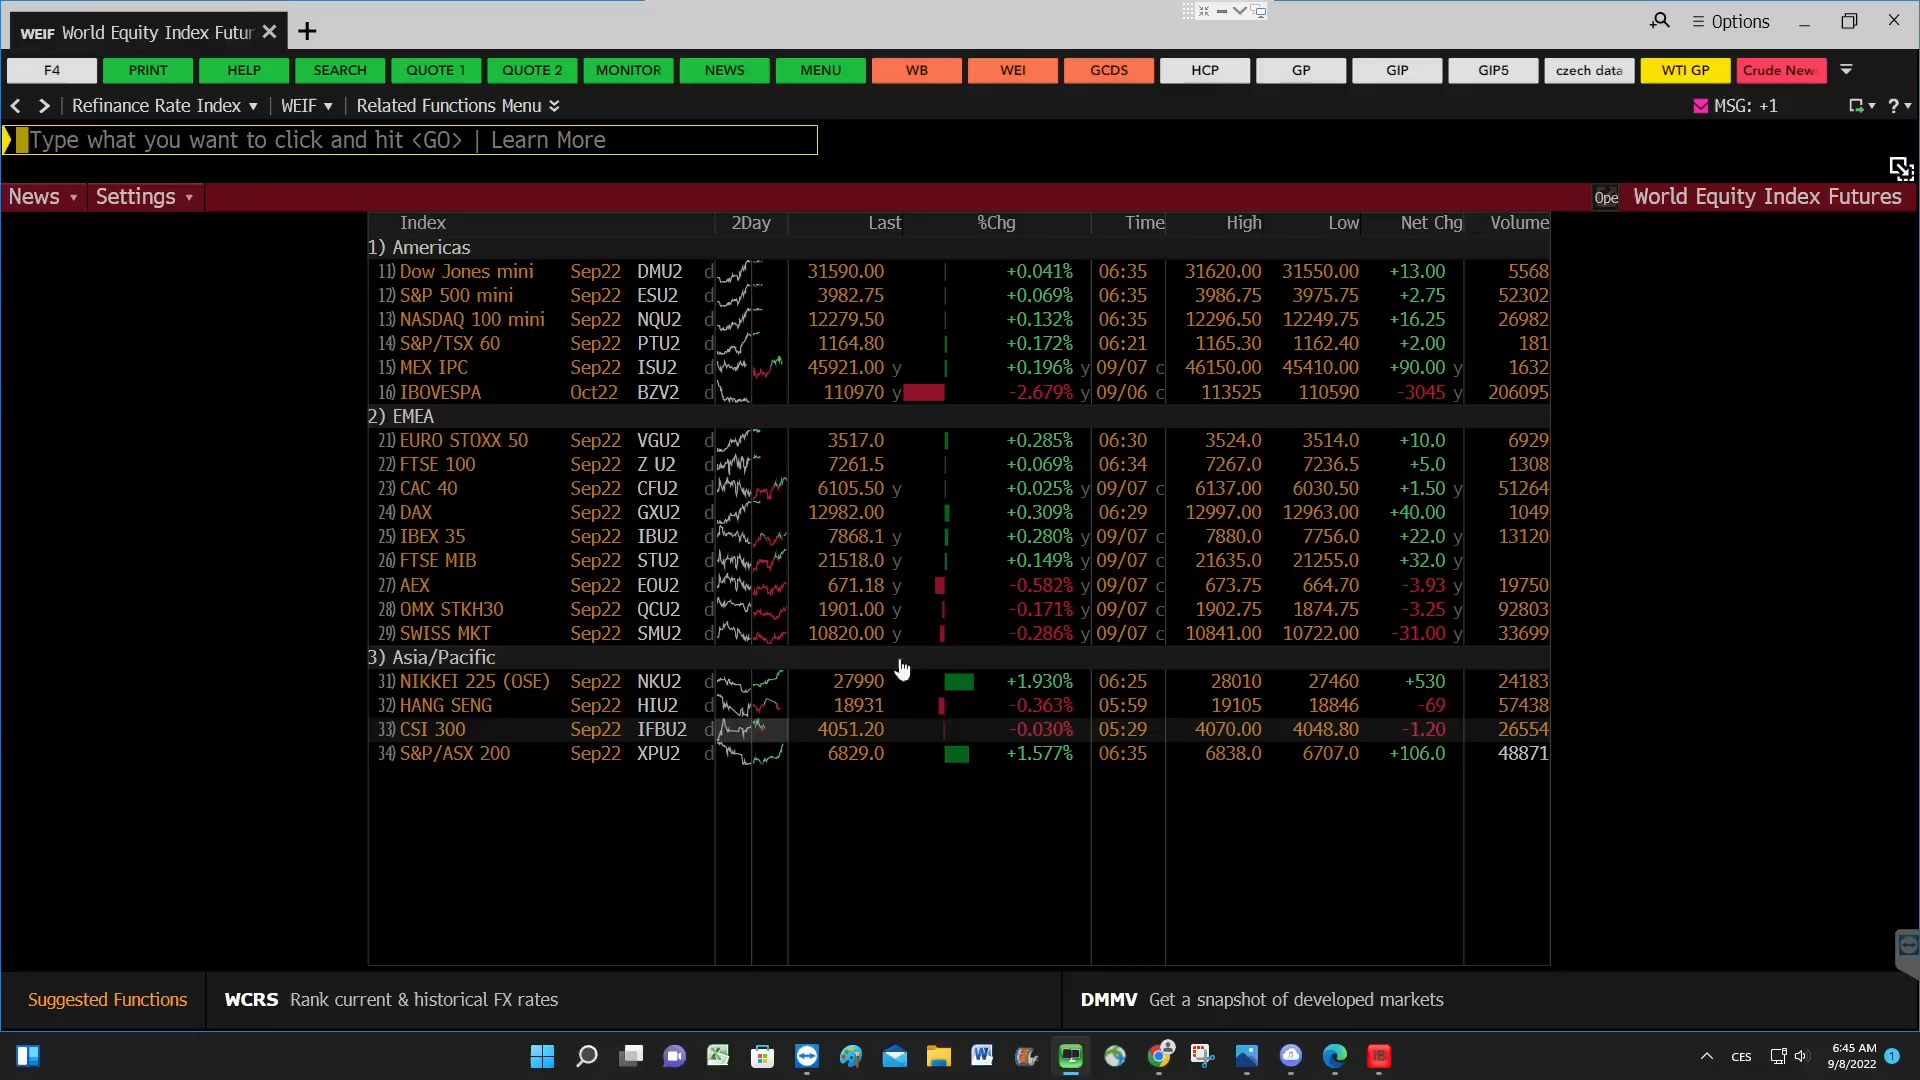 WEIF World Equity Index Futur
Options
F4 PRINT HELP SEARCH QUOTE 1 QUOTE 2 MONITOR NEWS MENU WB WEI GCDS HCP GP GIP GIP5 czech data WTI GP Crude New
Refinance Rate Index WEIF Related Functions Menu MSG: +1 ?
Type what you want to click and hit <GO> | Learn More
News Settings Ope World Equity Index Futures
Index 2Day Last %Chg Time High Low Net Chg Volume
1) Americas
11) Dow Jones mini Sep22 DMU2 d 31590.00 +0.041% 06:35 31620.00 31550.00 +13.00 5568
12) S&P 500 mini Sep22 ESU2 d 3982.75 +0.069% 06:35 3986.75 3975.75 +2.75 52302
13) NASDAQ 100 mini Sep22 NQU2 d 12279.50 +0.132% 06:35 12296.50 12249.75 +16.25 26982
14) S&P/TSX 60 Sep22 PTU2 d 1164.80 +0.172% 06:21 1165.30 1162.40 +2.00 181
15) MEX IPC Sep22 ISU2 d 45921.00 y +0.196% y 09/07 c 46150.00 45410.00 +90.00 y 1632
16) IBOVESPA Oct22 BZV2 d 110970 y -2.679% y 09/06 c 113525 110590 -3045 y 206095
2) EMEA
21) EURO STOXX 50 Sep22 VGU2 d 3517.0 +0.285% 06:30 3524.0 3514.0 +10.0 6929
22) FTSE 100 Sep22 Z U2 d 7261.5 +0.069% 06:34 7267.0 7236.5 +5.0 1308
23) CAC 40 Sep22 CFU2 d 6105.50 y +0.025% y 09/07 c 6137.00 6030.50 +1.50 y 51264
24) DAX Sep22 GXU2 d 12982.00 +0.309% 06:29 12997.00 12963.00 +40.00 1049
25) IBEX 35 Sep22 IBU2 d 7868.1 y +0.280% y 09/07 c 7880.0 7756.0 +22.0 y 13120
26) FTSE MIB Sep22 STU2 d 21518.0 y +0.149% y 09/07 c 21635.0 21255.0 +32.0 y
27) AEX Sep22 EOU2 d 671.18 y -0.582% y 09/07 c 673.75 664.70 -3.93 y 19750
28) OMX STKH30 Sep22 QCU2 d 1901.00 y -0.171% y 09/07 c 1902.75 1874.75 -3.25 y 92803
29) SWISS MKT Sep22 SMU2 d 10820.00 y -0.286% y 09/07 c 10841.00 10722.00 -31.00 y 33699
3) Asia/Pacific
31) NIKKEI 225 (OSE) Sep22 NKU2 d 27990 +1.930% 06:25 28010 27460 +530 24183
32) HANG SENG Sep22 HIU2 d 18931 -0.363% 05:59 19105 18846 -69 57438
33) CSI 300 Sep22 IFBU2 d 4051.20 -0.030% 05:29 4070.00 4048.80 -1.20 26554
34) S&P/ASX 200 Sep22 XPU2 d 6829.0 +1.577% 06:35 6838.0 6707.0 +106.0 48871
Suggested Functions WCRS Rank current & historical FX rates DMMV Get a snapshot of developed markets
IB CES 6:45 AM 1
9/8/2022